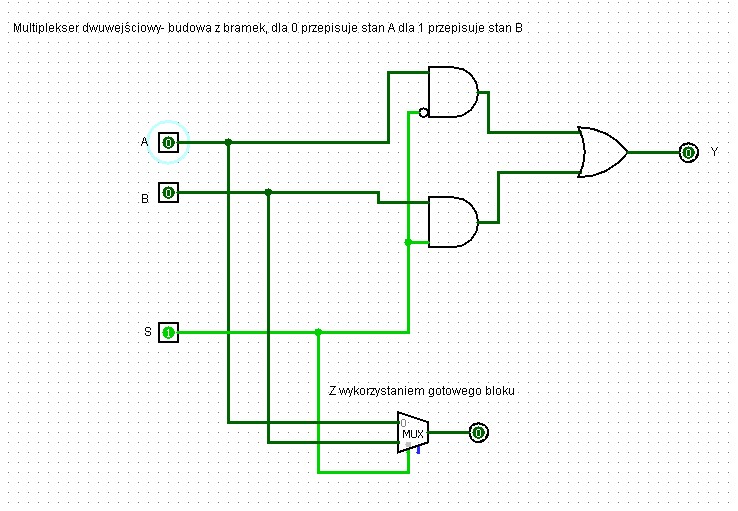 Multiplekser dwuwejściowy- budowa z bramek, dla 0 przepisuje stan A dla 1 przepisuje stan B
A 0
B 0
0 Y
S 1
Z wykorzystaniem gotowego bloku
0
MUX 0